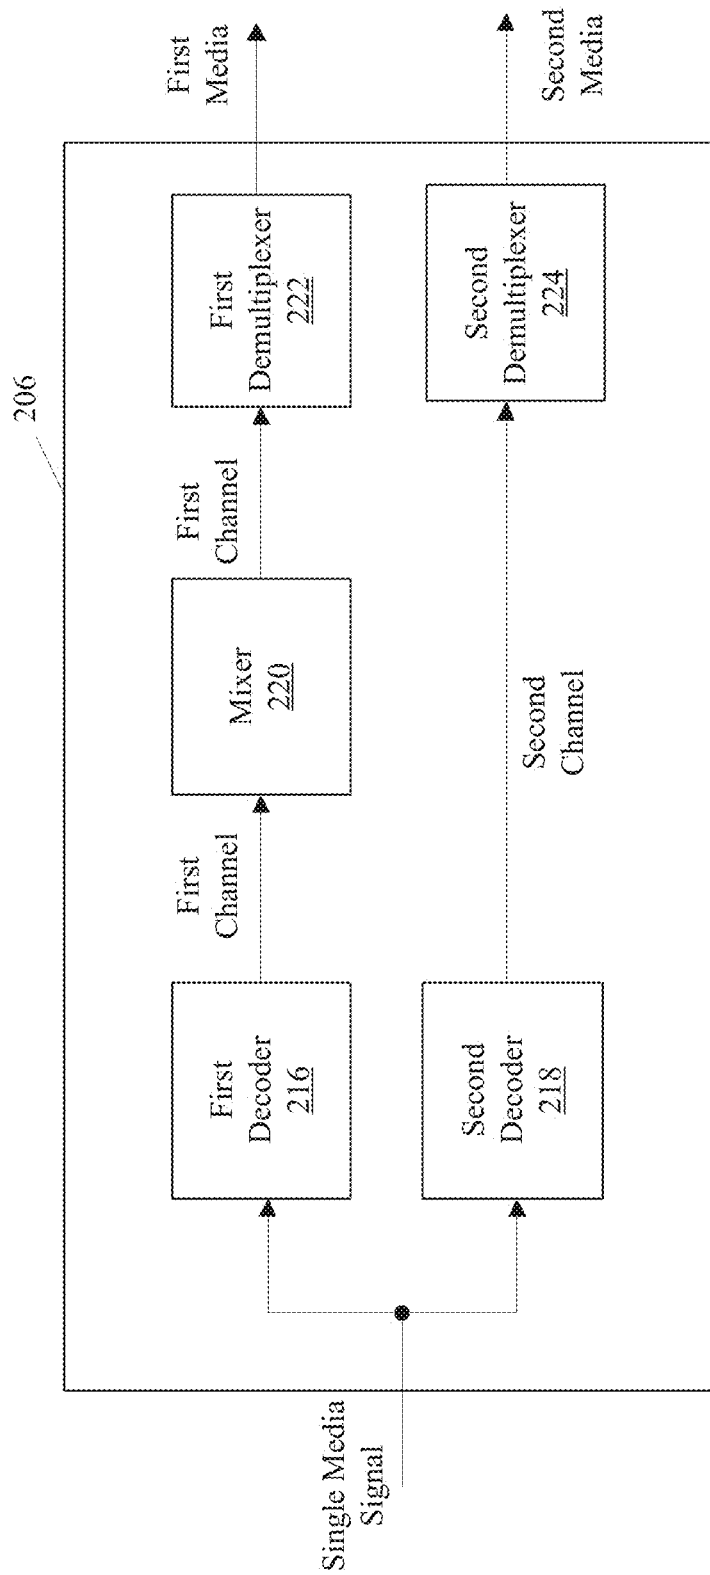 206
Single Media
Signal
First
Decoder
216
First
Channel
Mixer
220
First
Channel
First
Demultiplexer
222
First
Media
Second
Decoder
218
Second
Channel
Second
Demultiplexer
224
Second
Media